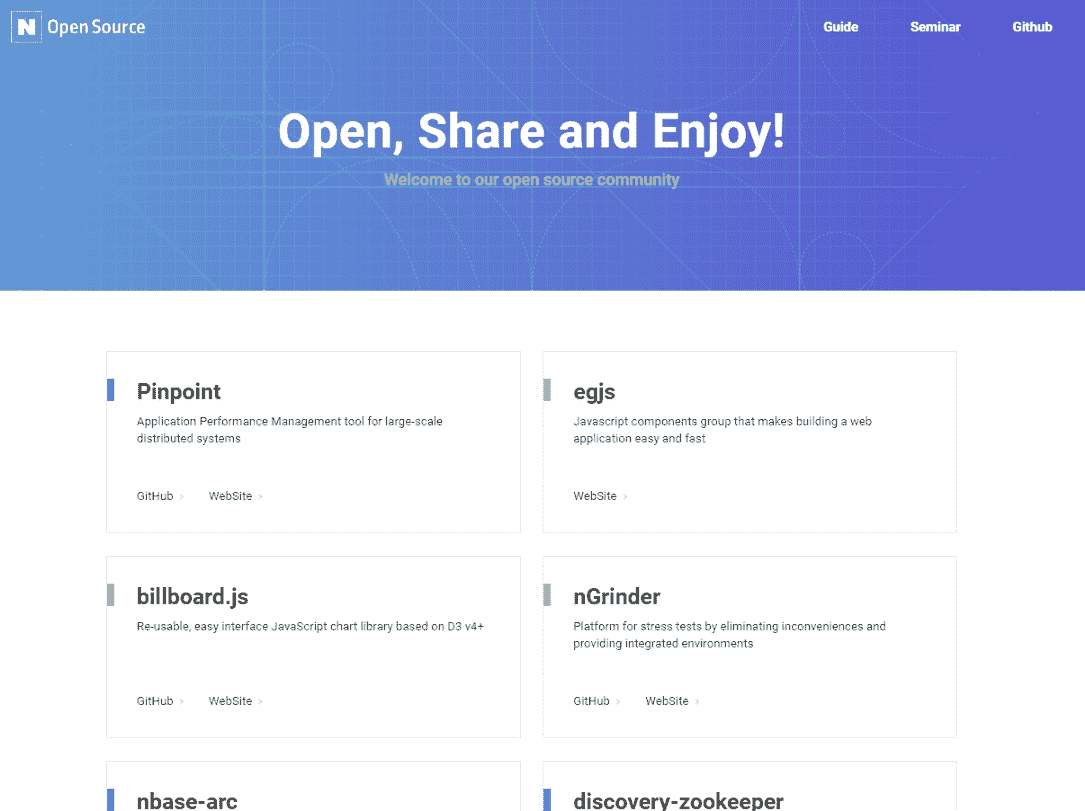 N Open Source
Guide
Seminar
Github
Open, Share and Enjoy!
Welcome to our open source community
Pinpoint
Application Performance Management tool for large-scale
distributed systems
GitHub
WebSite
egjs
Javascript components group that makes building a web
application easy and fast
WebSite
billboard.js
Re-usable, easy interface JavaScript chart library based on D3 v4+
GitHub
WebSite
nGrinder
Platform for stress tests by eliminating inconveniences and
providing integrated environments
GitHub
WebSite
nbase-arc
discovery-zookeeper